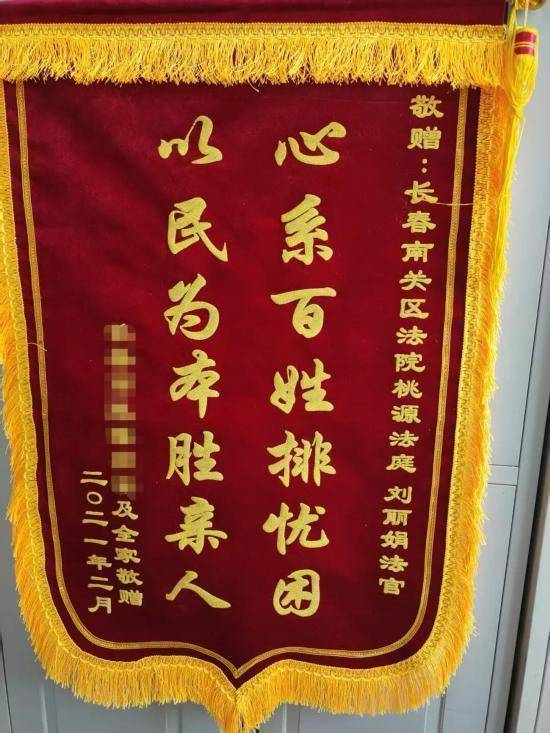 敬赠：长春南关区法院桃源法庭 刘丽娟法官
心系百姓排忧困
以民为本胜亲人
及全家敬赠
二〇二一年二月